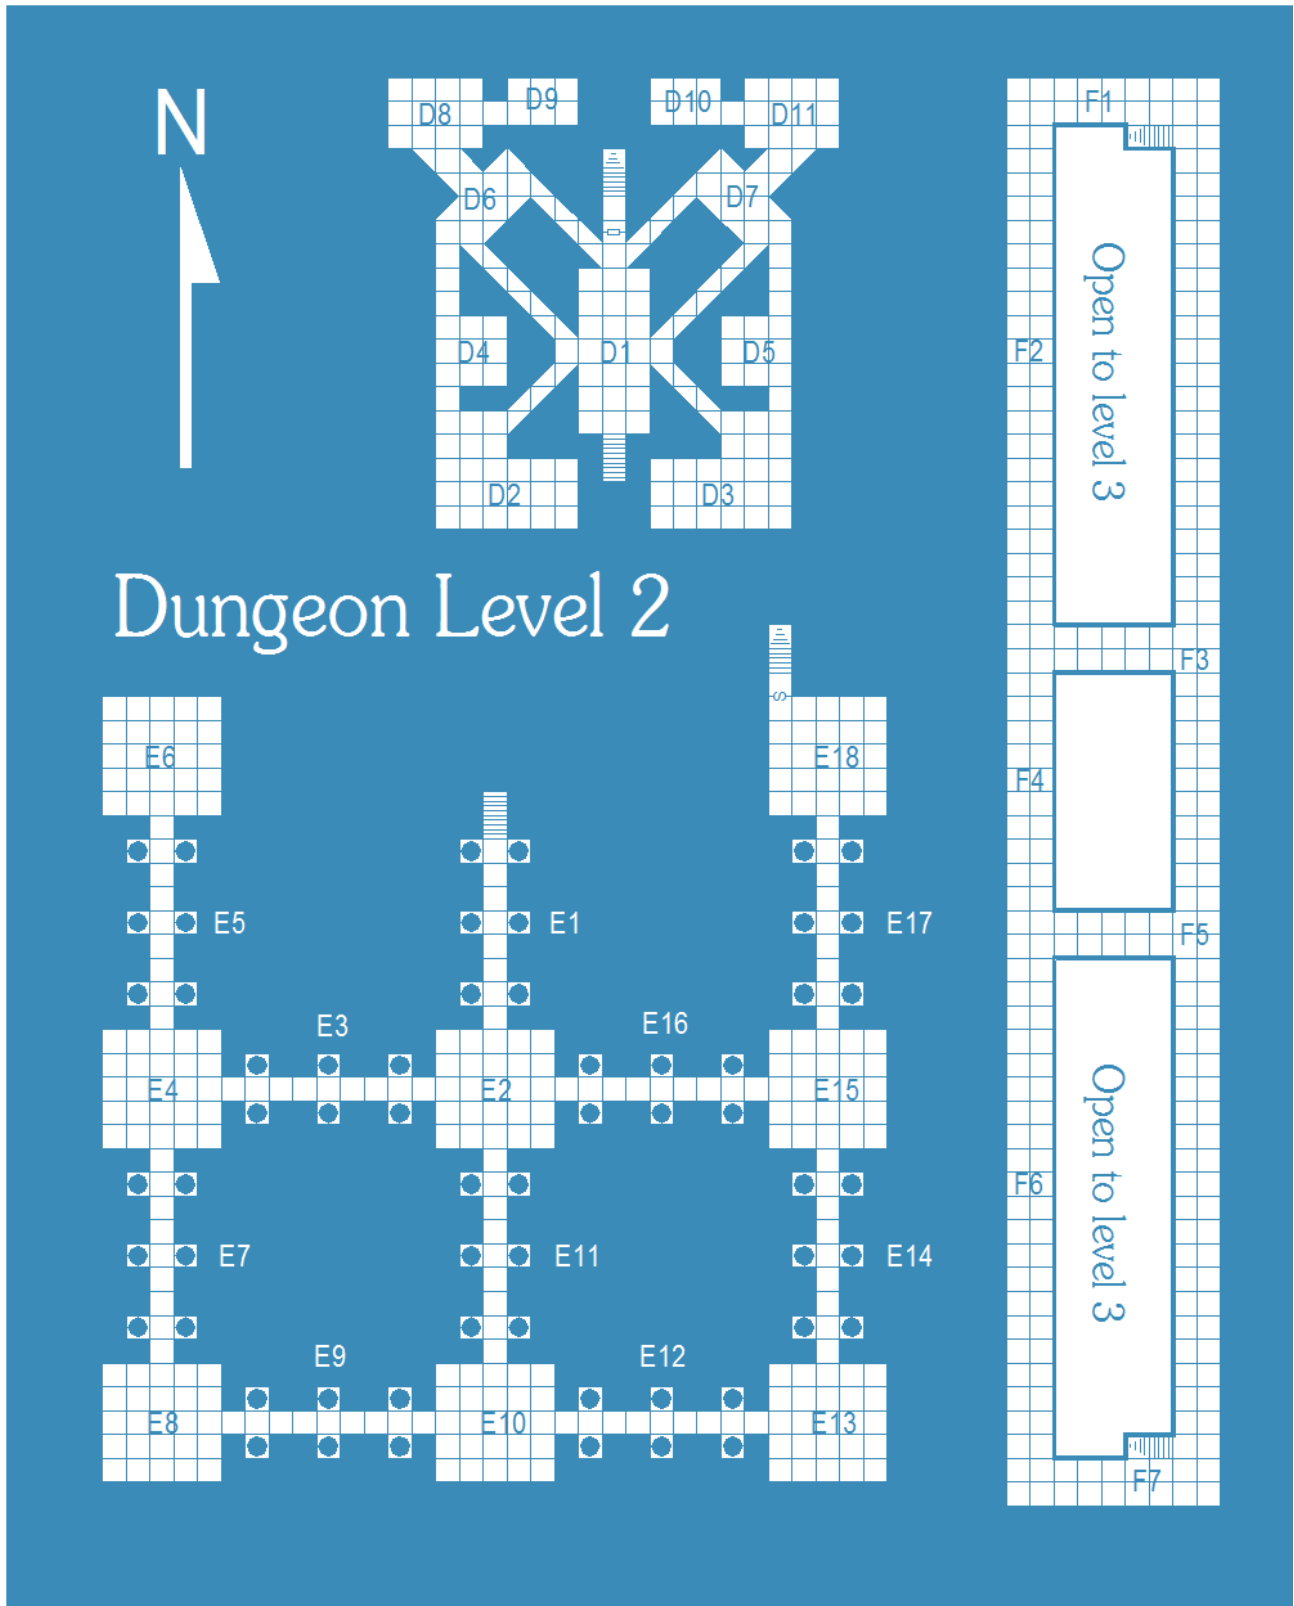 N
D8
D9
D10
D11
F1
D6
D7
Open to level 3
F2
D4
D1
D5
D2
D3
Dungeon Level 2
F3
S
E6
E18
F4
E5
E1
E17
F5
E3
E16
E4
E2
E15
Open to level 3
F6
E7
E11
E14
E9
E12
E8
E10
E13
F7